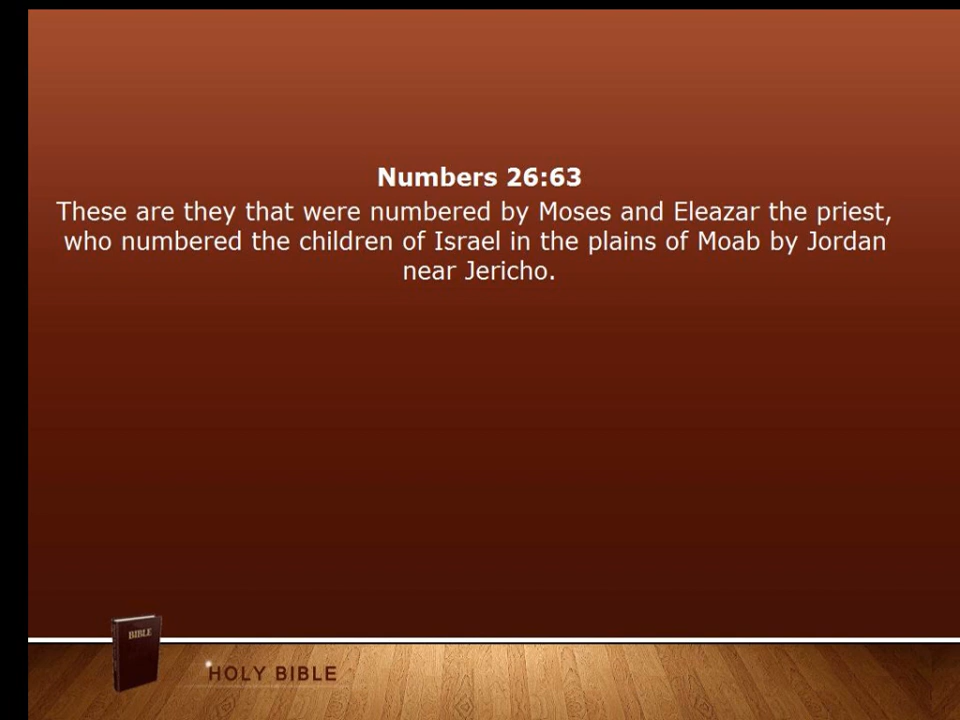 Numbers 26:63
These are they that were numbered by Moses and Eleazar the priest,
who numbered the children of Israel in the plains of Moab by Jordan
near Jericho.
BIBLE
HOLY BIBLE